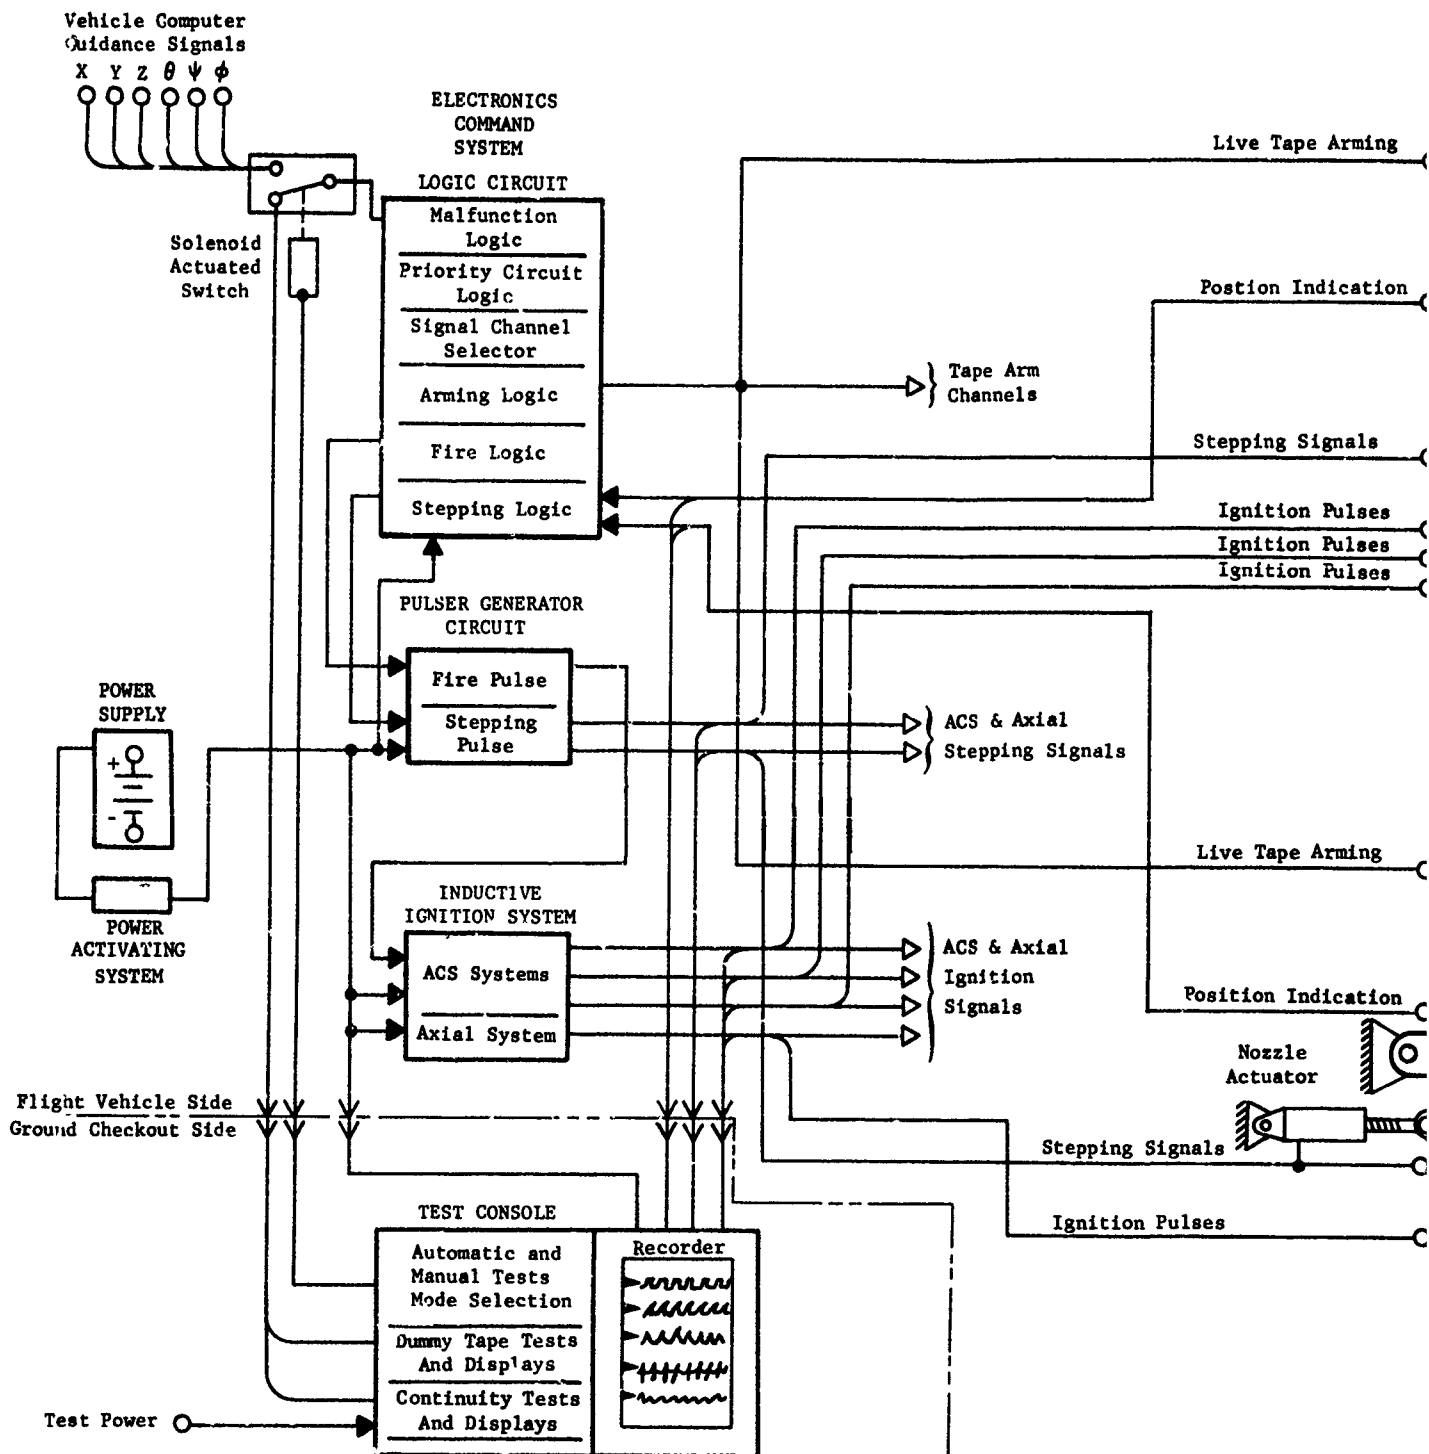 Vehicle Computer
Guidance Signals
X Y Z θ ψ ϕ
ELECTRONICS
COMMAND
SYSTEM
LOGIC CIRCUIT
Malfunction
Logic
Priority Circuit
Logic
Signal Channel
Selector
Arming Logic
Fire Logic
Stepping Logic
Solenoid
Actuated
Switch
Live Tape Arming
Postion Indication
Tape Arm
Channels
Stepping Signals
Ignition Pulses
Ignition Pulses
Ignition Pulses
PULSER GENERATOR
CIRCUIT
Fire Pulse
Stepping
Pulse
POWER
SUPPLY
+
-
POWER
ACTIVATING
SYSTEM
ACS & Axial
Stepping Signals
Live Tape Arming
INDUCTIVE
IGNITION SYSTEM
ACS Systems
Axial System
ACS & Axial
Ignition
Signals
Position Indication
Nozzle
Actuator
Flight Vehicle Side
Ground Checkout Side
Stepping Signals
Ignition Pulses
TEST CONSOLE
Automatic and
Manual Tests
Mode Selection
Dummy Tape Tests
And Displays
Continuity Tests
And Displays
Recorder
Test Power